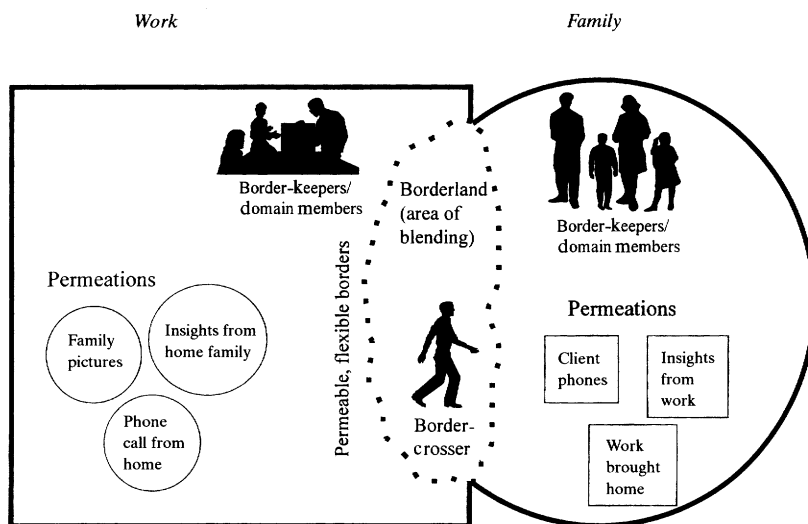 Work
Family
Border-keepers/
domain members
Borderland
(area of
blending)
Border-keepers/
domain members
Permeations
Family
pictures
Insights from
home family
Phone
call from
home
Permeable, flexible borders
Border-
crosser
Permeations
Client
phones
Insights
from
work
Work
brought
home